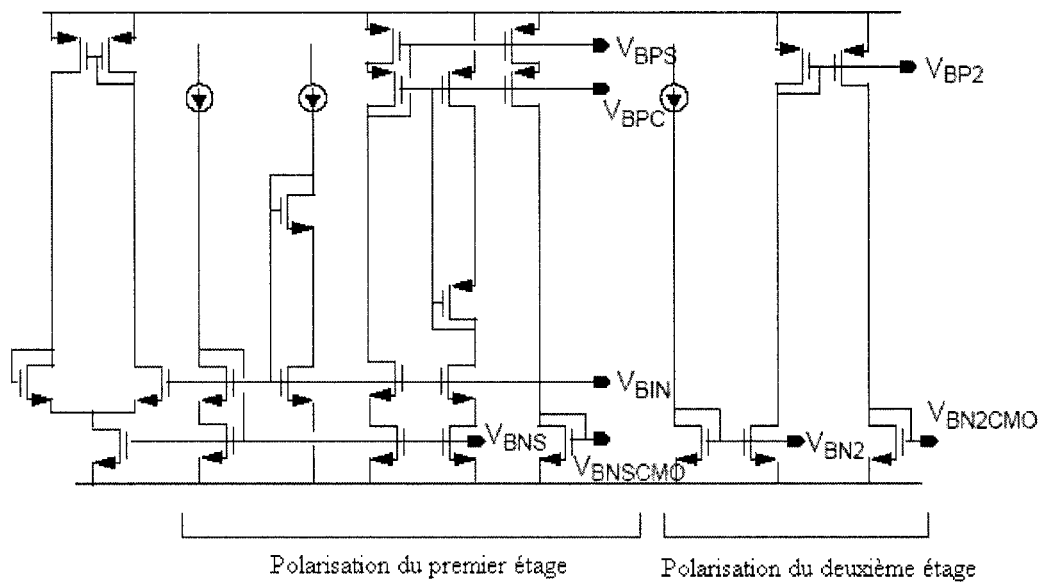 VBPS
VBPC
VBP2
VBIN
VBNS
VBNSCMO
VBN2
VBN2CMO
Polarisation du premier étage
Polarisation du deuxième étage